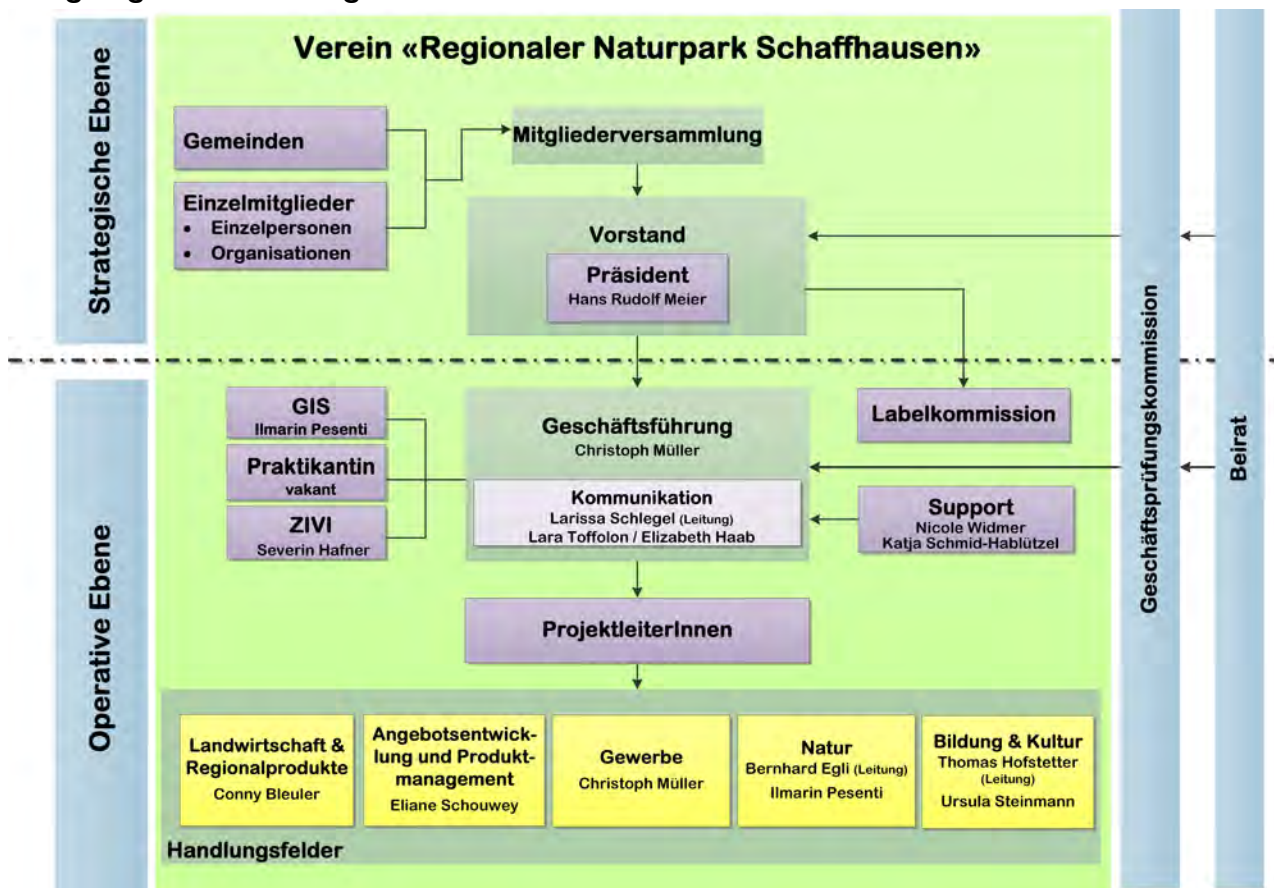 Verein «Regionaler Naturpark Schaffhausen»
Strategische Ebene
Gemeinden
Einzelmitglieder
• Einzelpersonen
• Organisationen
Mitgliederversammlung
Vorstand
Präsident
Hans Rudolf Meier
Operative Ebene
GIS
Ilmarin Pesenti
Praktikantin
vakant
ZIVI
Severin Hafner
Geschäftsführung
Christoph Müller
Kommunikation
Larissa Schlegel (Leitung)
Lara Toffolon / Elizabeth Haab
Labelkommission
Support
Nicole Widmer
Katja Schmid-Hablützel
ProjektleiterInnen
Landwirtschaft &
Regionalprodukte
Conny Bleuler
Angebotsentwick-
lung und Produkt-
management
Eliane Schouwey
Gewerbe
Christoph Müller
Natur
Bernhard Egli (Leitung)
Ilmarin Pesenti
Bildung & Kultur
Thomas Hofstetter
(Leitung)
Ursula Steinmann
Handlungsfelder
Geschäftsprüfungskommission
Beirat